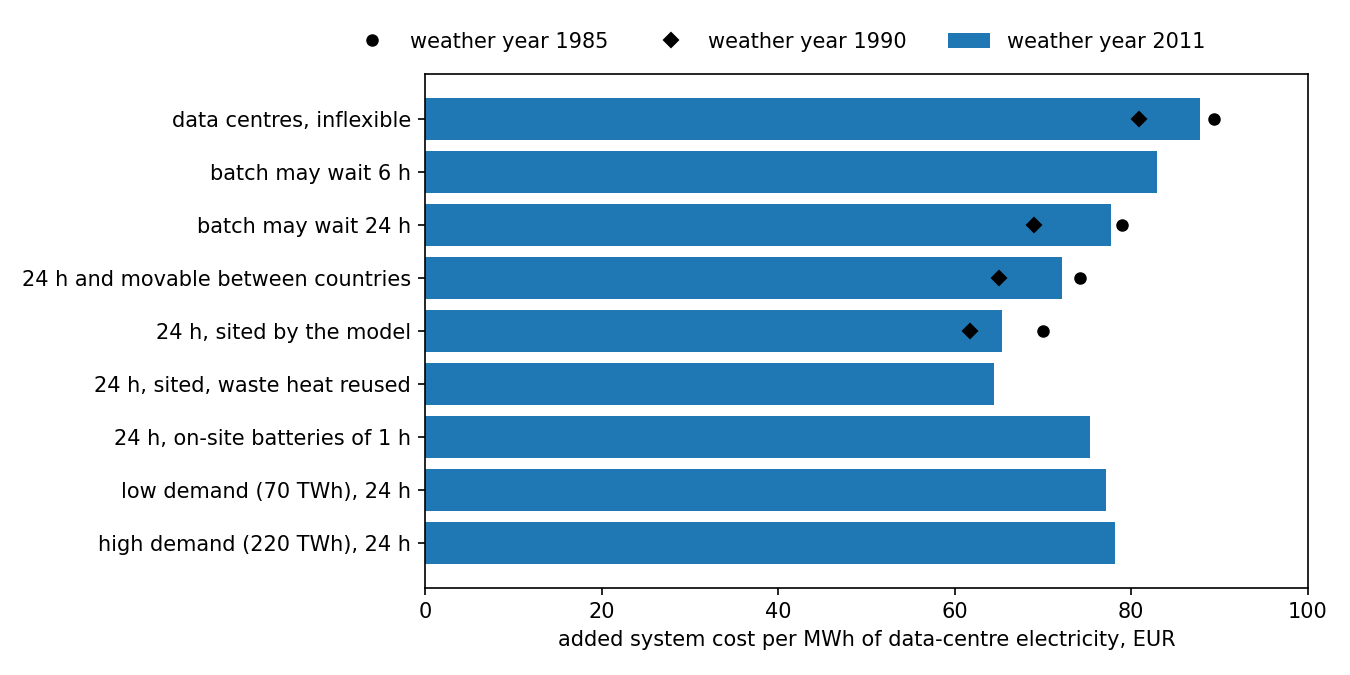 weather year 1985 weather year 1990 weather year 2011
data centres, inflexible
batch may wait 6 h
batch may wait 24 h
24 h and movable between countries
24 h, sited by the model
24 h, sited, waste heat reused
24 h, on-site batteries of 1 h
low demand (70 TWh), 24 h
high demand (220 TWh), 24 h
0 20 40 60 80 100
added system cost per MWh of data-centre electricity, EUR